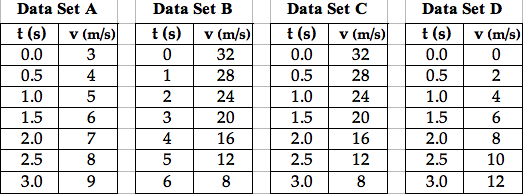 Data Set A Data Set B Data Set C Data Set D
t (s) v (m/s) t (s) v (m/s) t (s) v (m/s) t (s) v (m/s)
0.0 3 0 32 0.0 32 0.0 0
0.5 4 1 28 0.5 28 0.5 2
1.0 5 2 24 1.0 24 1.0 4
1.5 6 3 20 1.5 20 1.5 6
2.0 7 4 16 2.0 16 2.0 8
2.5 8 5 12 2.5 12 2.5 10
3.0 9 6 8 3.0 8 3.0 12